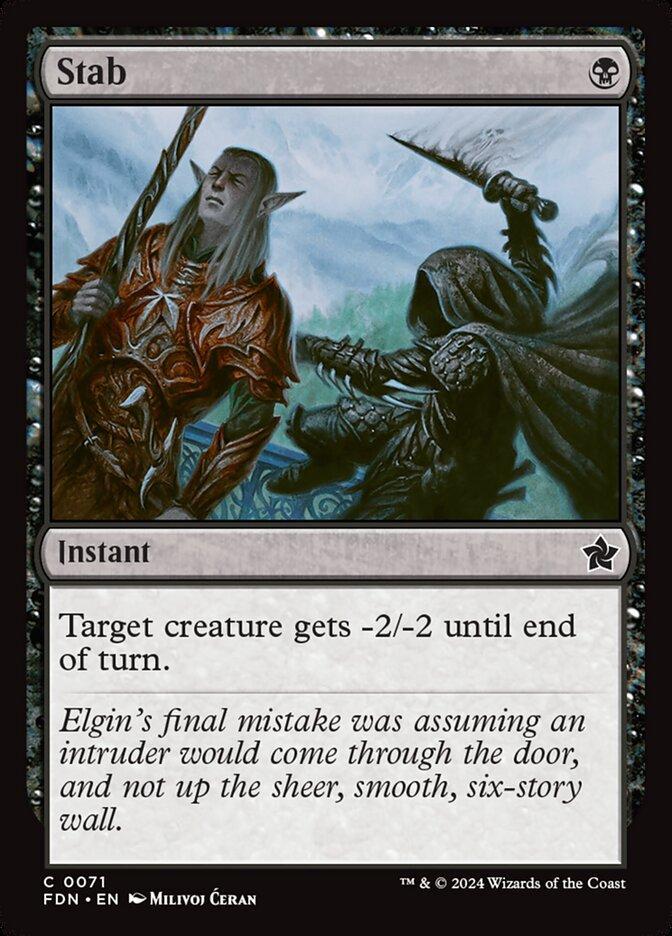 Stab
Instant
Target creature gets -2/-2 until end
of turn.
Elgin's final mistake was assuming an
intruder would come through the door,
and not up the sheer, smooth, six-story
wall.
C 0071
FDN • EN Milivoj Ćeran
™ & © 2024 Wizards of the Coast